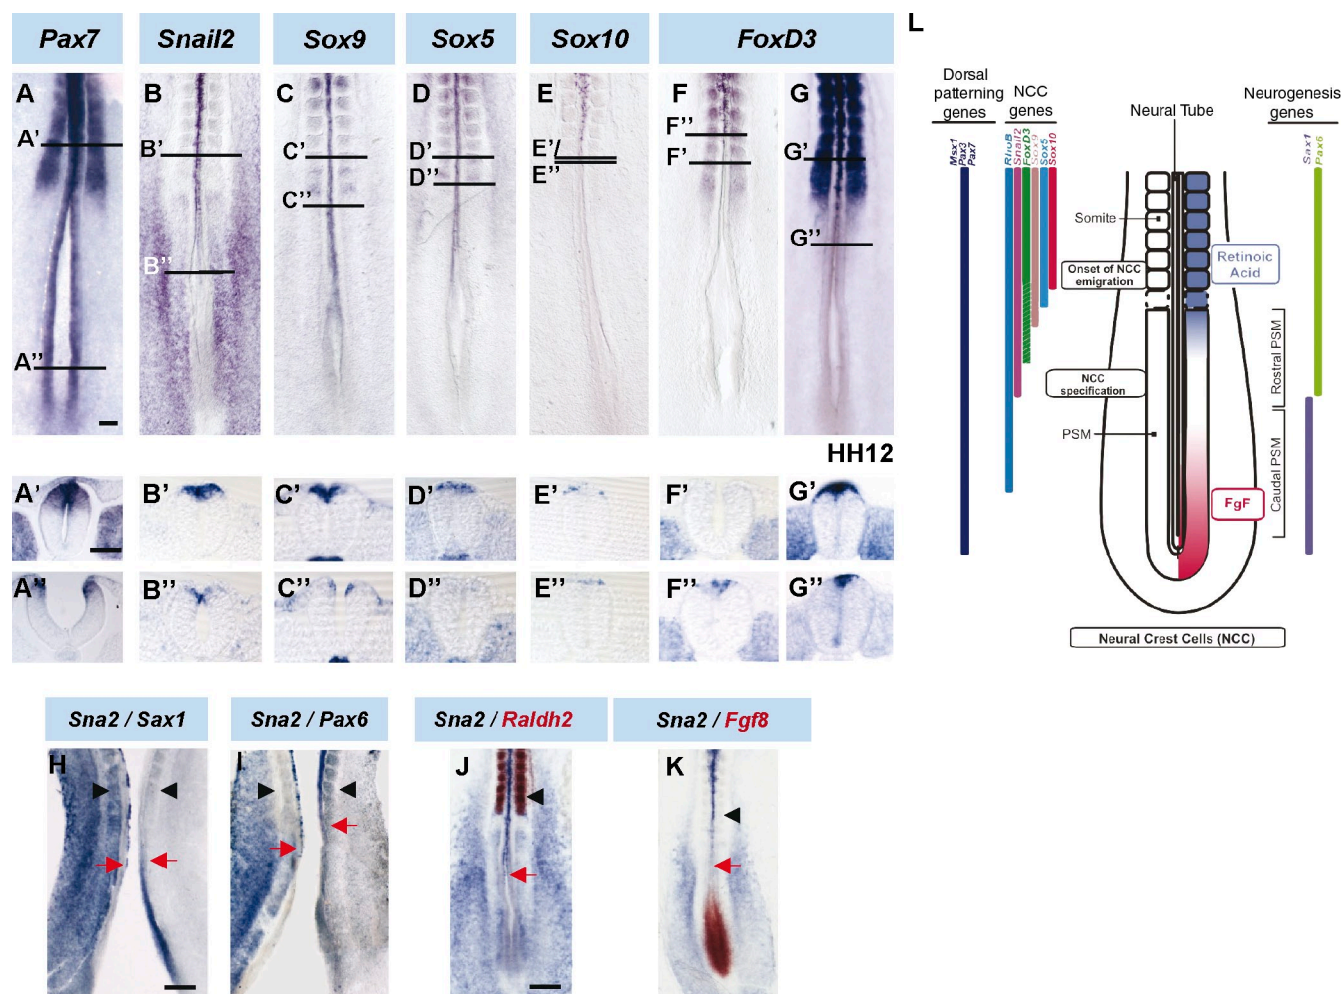 Pax7
Snail2
Sox9
Sox5
Sox10
FoxD3
A
B
C
D
E
F
G
A'
B'
C'
D'
E'/
F''
G'
D''
E''
F'
C''
B''
G''
A''
HH12
A'
B'
C'
D'
E'
F'
G'
A''
B''
C''
D''
E''
F''
G''
Sna2 / Sax1
Sna2 / Pax6
Sna2 / Raldh2
Sna2 / Fgf8
H
I
J
K
L
Dorsal
patterning
genes
NCC
genes
Neural Tube
Neurogenesis
genes
Msx1
Pax3
Pax7
RhoB
Snail2
FoxD3
Sox9
Sox5
Sox10
Sax1
Pax6
Somite
Onset of NCC
emigration
Retinoic
Acid
NCC
specification
Rostral PSM
PSM
Caudal PSM
FgF
Neural Crest Cells (NCC)